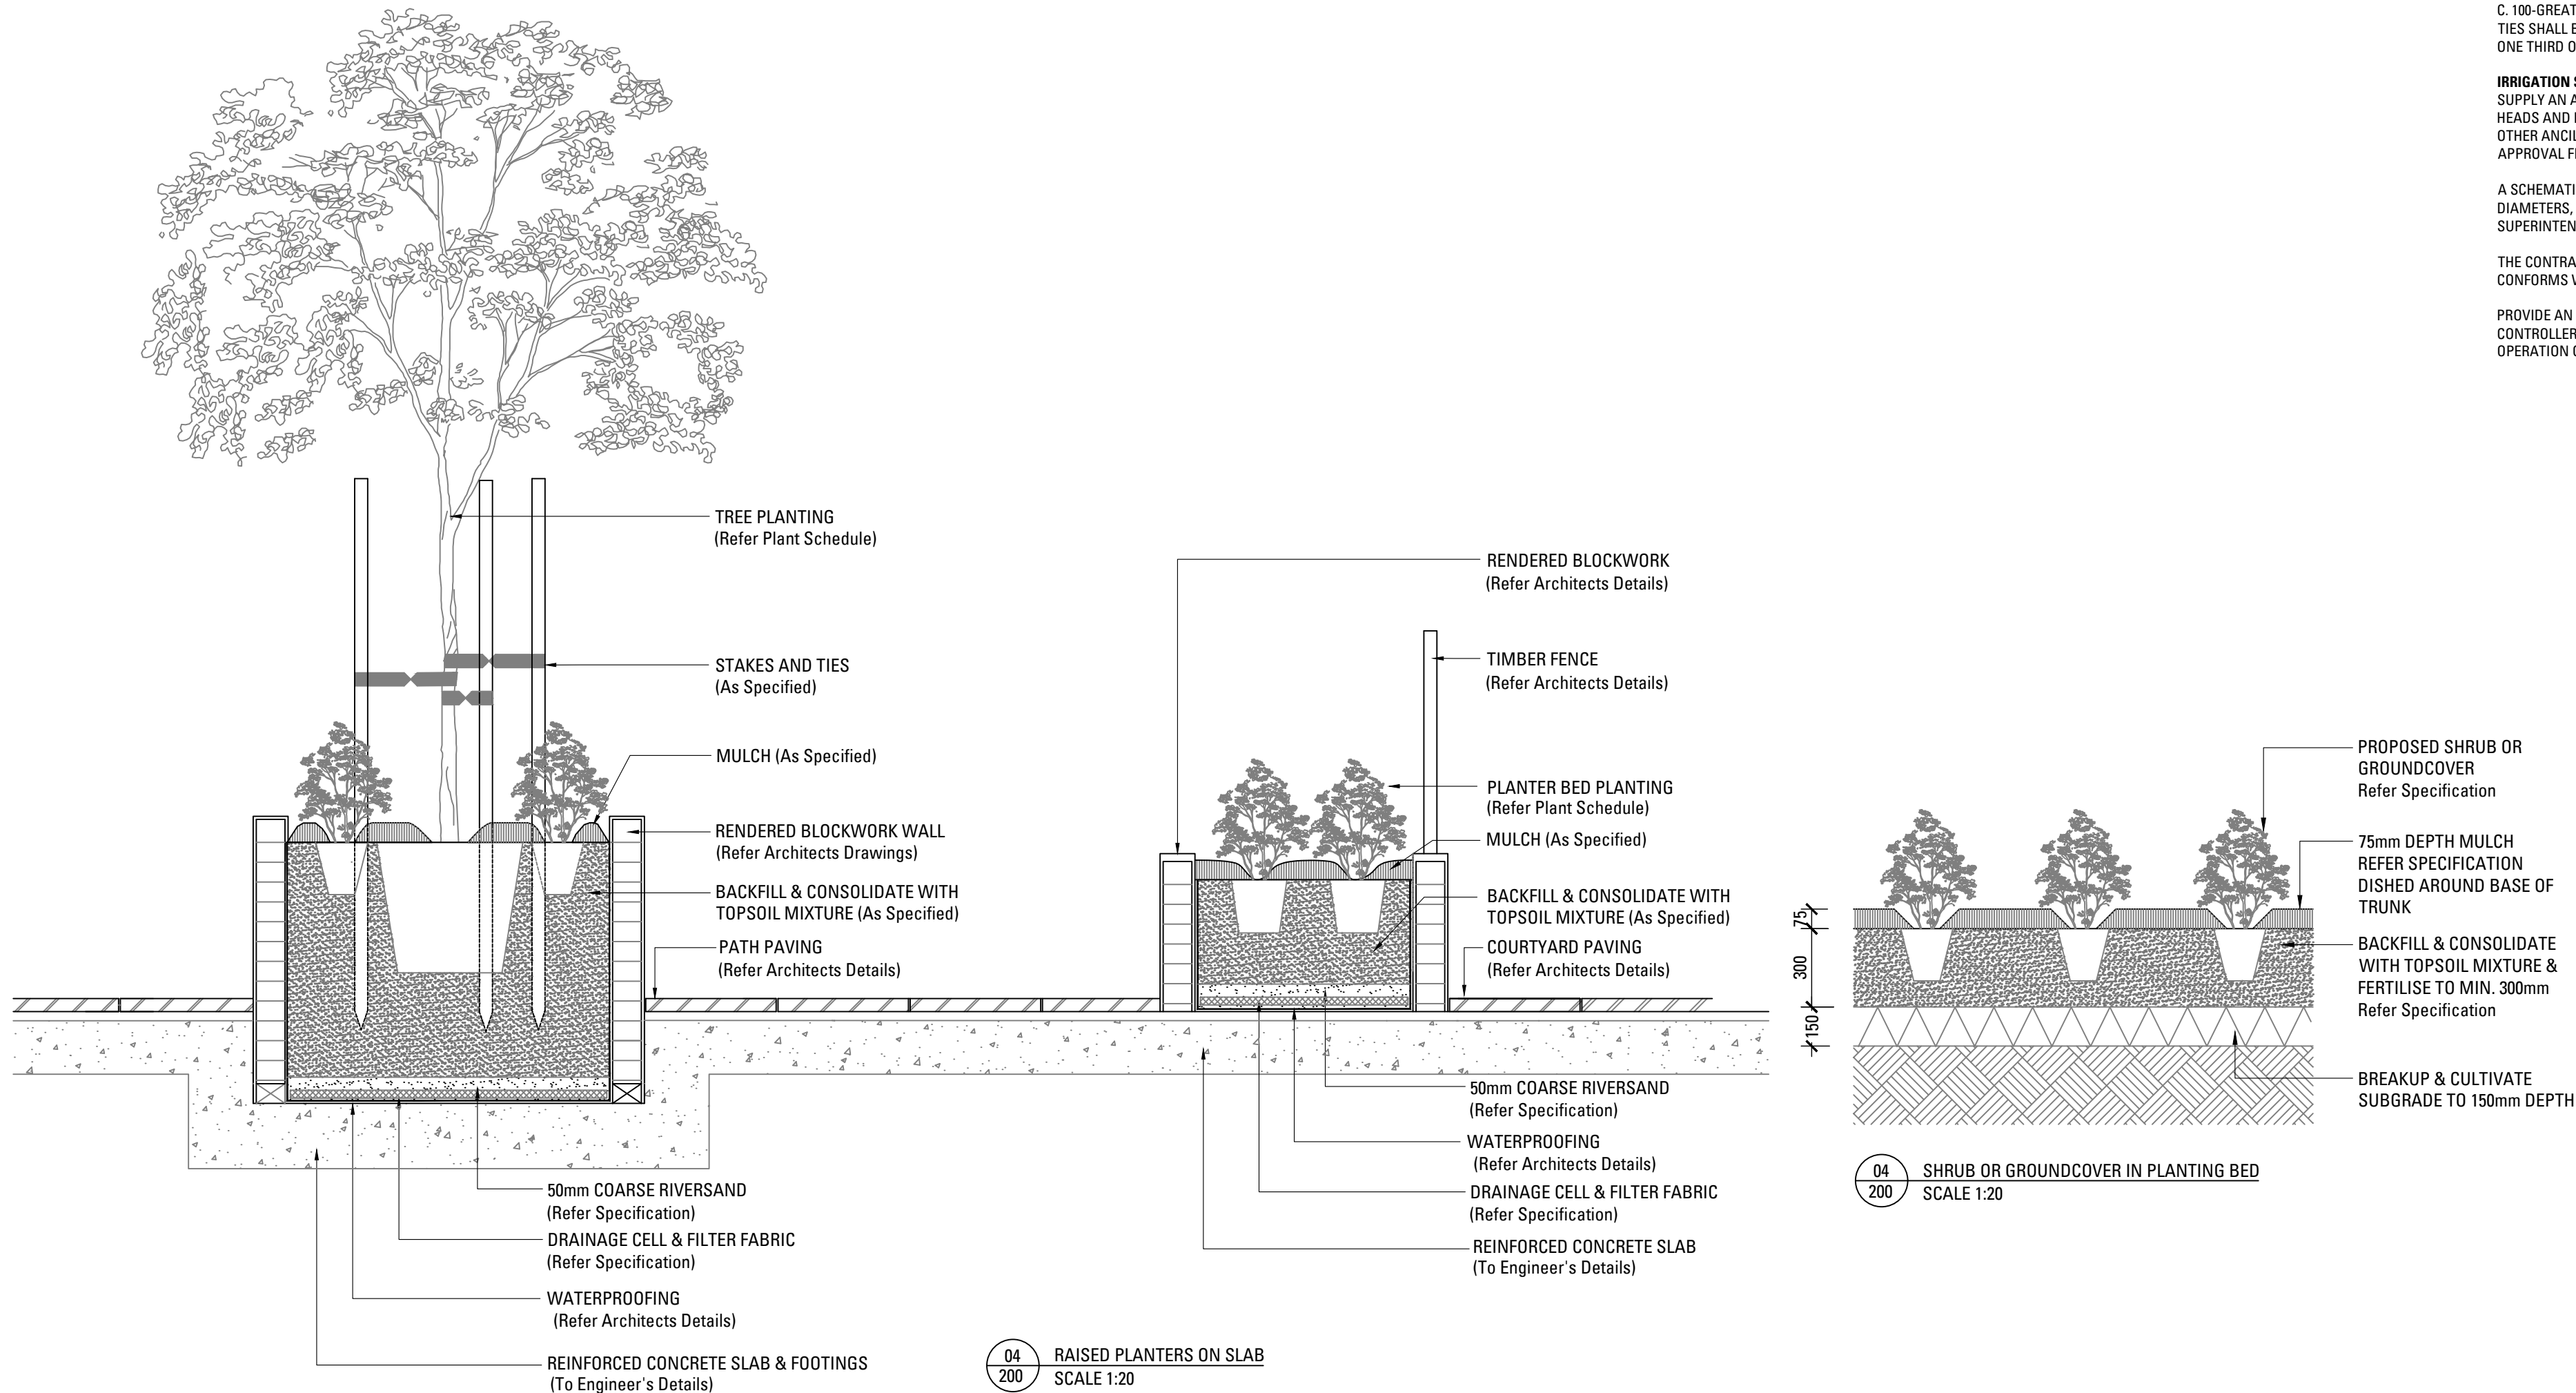 TREE PLANTING
(Refer Plant Schedule)
STAKES AND TIES
(As Specified)
MULCH (As Specified)
RENDERED BLOCKWORK WALL
(Refer Architects Drawings)
BACKFILL & CONSOLIDATE WITH
TOPSOIL MIXTURE (As Specified)
PATH PAVING
(Refer Architects Details)
50mm COARSE RIVERSAND
(Refer Specification)
DRAINAGE CELL & FILTER FABRIC
(Refer Specification)
WATERPROOFING
(Refer Architects Details)
REINFORCED CONCRETE SLAB & FOOTINGS
(To Engineer's Details)
RENDERED BLOCKWORK
(Refer Architects Details)
TIMBER FENCE
(Refer Architects Details)
PLANTER BED PLANTING
(Refer Plant Schedule)
MULCH (As Specified)
BACKFILL & CONSOLIDATE WITH
TOPSOIL MIXTURE (As Specified)
COURTYARD PAVING
(Refer Architects Details)
50mm COARSE RIVERSAND
(Refer Specification)
WATERPROOFING
(Refer Architects Details)
DRAINAGE CELL & FILTER FABRIC
(Refer Specification)
REINFORCED CONCRETE SLAB
(To Engineer's Details)
04
200
RAISED PLANTERS ON SLAB
SCALE 1:20
C. 100-GREAT
TIES SHALL
ONE THIRD
IRRIGATION
SUPPLY AN
HEADS AND
OTHER
APPROVAL
A
DIAMETERS,
THE
CONFORMS
PROVIDE AN
CONTROLLER
OPERATION
PROPOSED SHRUB OR
GROUNDCOVER
Refer Specification
75mm DEPTH MULCH
REFER SPECIFICATION
DISHED AROUND BASE OF
TRUNK
BACKFILL & CONSOLIDATE
WITH TOPSOIL MIXTURE &
FERTILISE TO MIN. 300mm
Refer Specification
BREAKUP & CULTIVATE
SUBGRADE TO 150mm DEPTH
75
300
150
04
200
SHRUB OR GROUNDCOVER IN PLANTING BED
SCALE 1:20